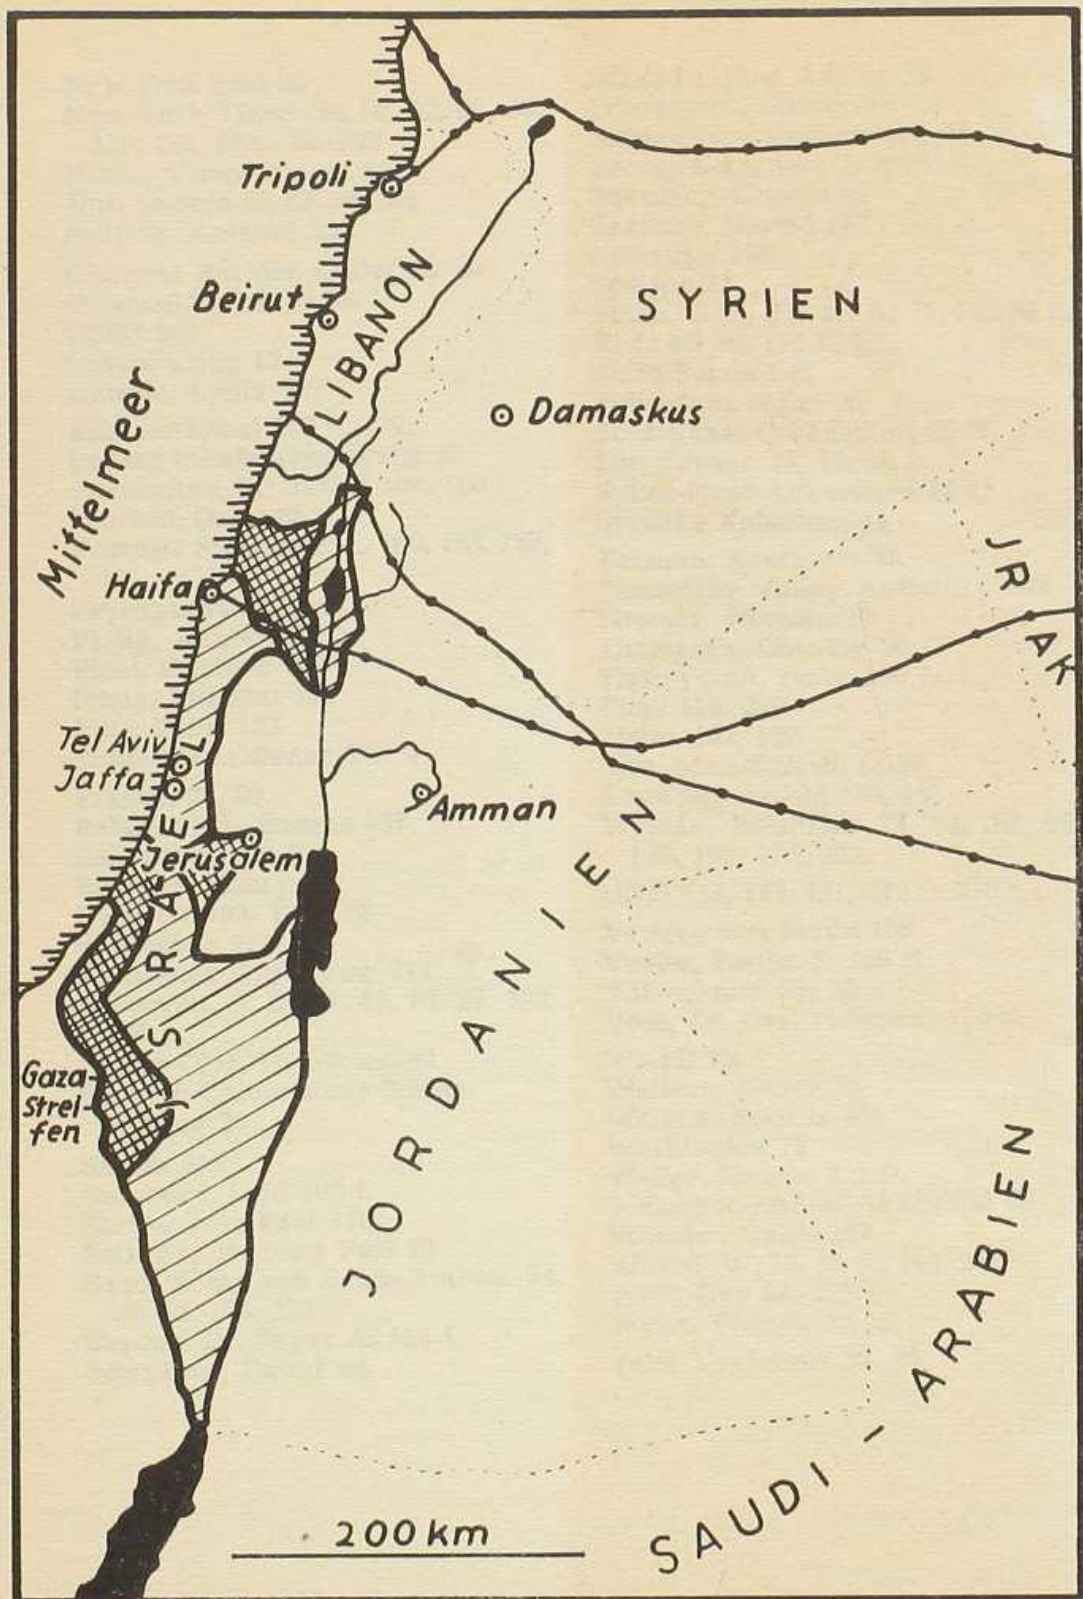 Tripoli
Beirut
LIBANON
SYRIEN
Damaskus
Mittelmeer
Haifa
JRAK
Tel Aviv
Jaffa
Amman
Jerusalem
JSRAEL
JORDANIEN
Gaza-
Strei-
fen
SAUDI-ARABIEN
200 km